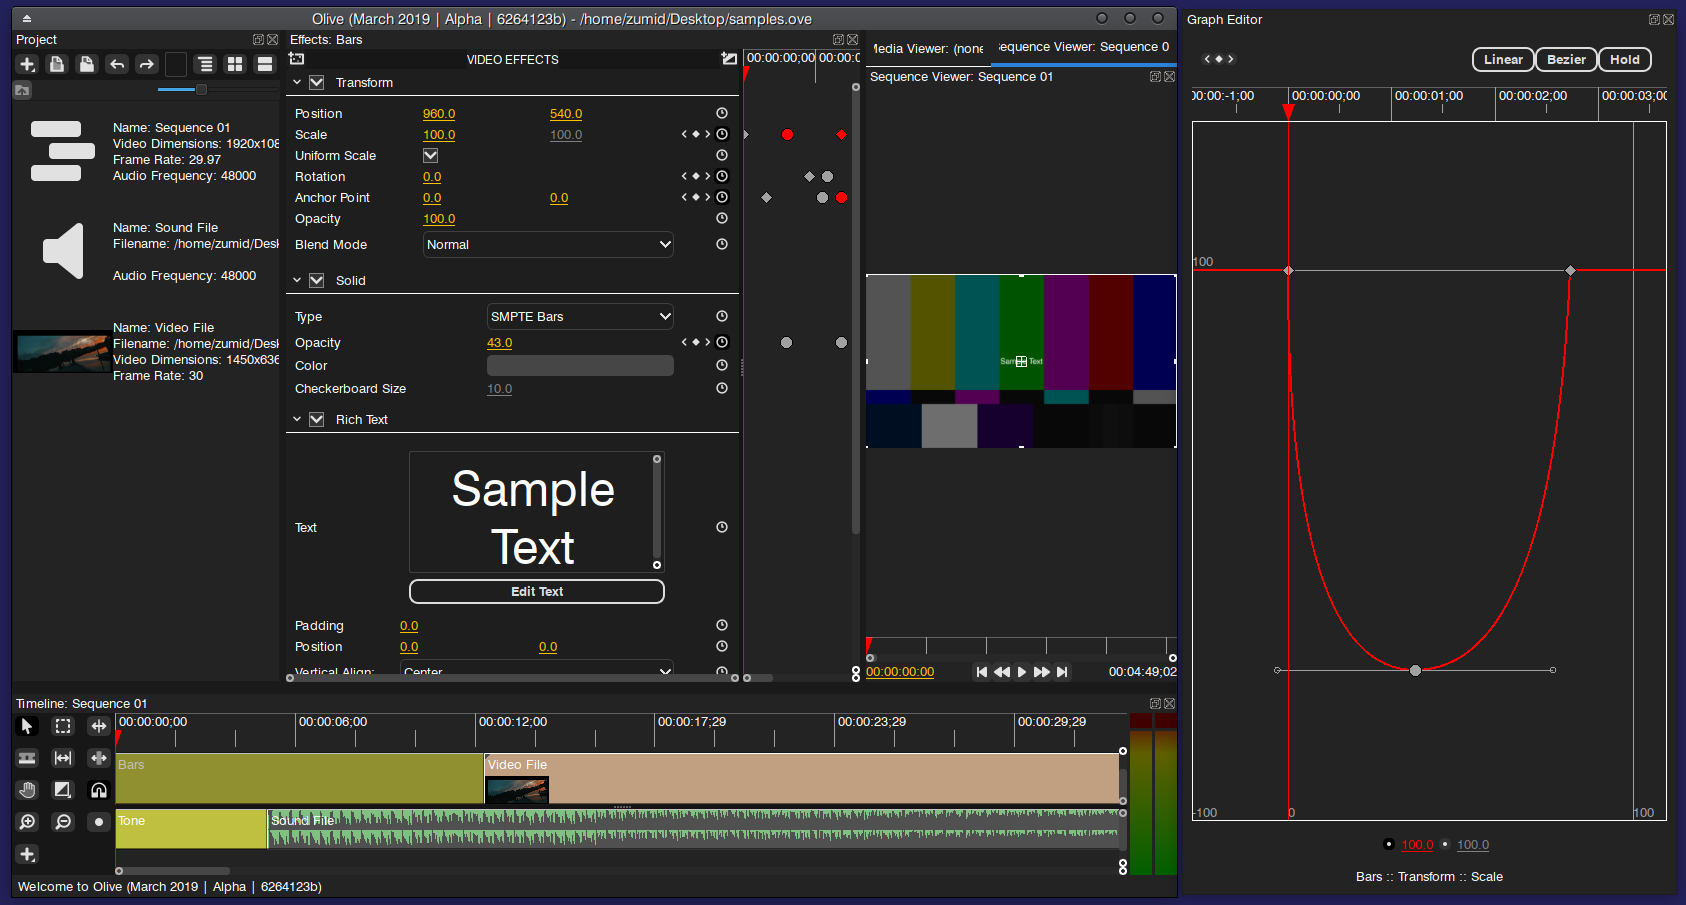 Olive (March 2019 | Alpha | 6264123b) - /home/zumid/Desktop/samples.ove
Project
Name: Sequence 01
Video Dimensions: 1920x108
Frame Rate: 29.97
Audio Frequency: 48000
Name: Sound File
Filename: /home/zumid/Desk
Audio Frequency: 48000
Name: Video File
Filename: /home/zumid/Desk
Video Dimensions: 1450x636
Frame Rate: 30
Effects: Bars
VIDEO EFFECTS
00:00:00;00 00:00:0
Transform
Position 960.0 540.0
Scale 100.0 100.0
Uniform Scale
Rotation 0.0
Anchor Point 0.0 0.0
Opacity 100.0
Blend Mode Normal
Solid
Type SMPTE Bars
Opacity 43.0
Color
Checkerboard Size 10.0
Rich Text
Text
Sample
Text
Edit Text
Padding 0.0
Position 0.0 0.0
Vertical Align: Center
Media Viewer: (none
Sequence Viewer: Sequence 0
Sequence Viewer: Sequence 01
Sample Text
00:00:00:00
00:04:49;02
Graph Editor
Linear Bezier Hold
00:00:-1;00 00:00:00;00 00:00:01;00 00:00:02;00 00:00:03;00
100
-100 0 100
100.0 100.0
Bars :: Transform :: Scale
Timeline: Sequence 01
00:00:00;00 00:00:06;00 00:00:12;00 00:00:17;29 00:00:23;29 00:00:29;29
Bars
Video File
Tone
Sound File
Welcome to Olive (March 2019 | Alpha | 6264123b)